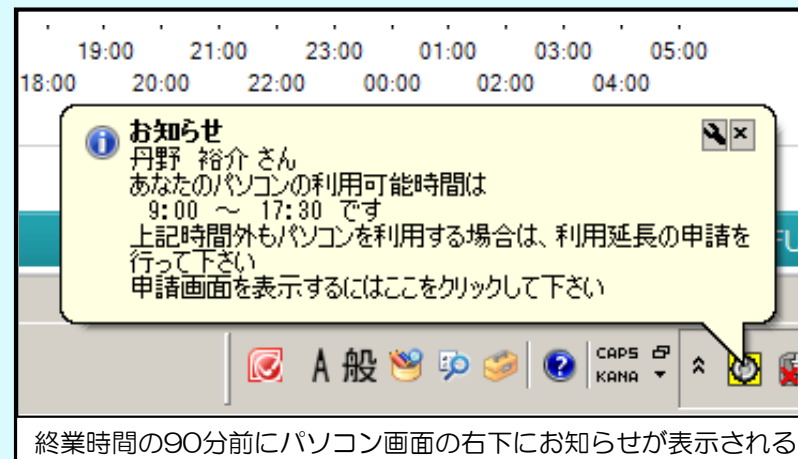 19:00 21:00 23:00 01:00 03:00 05:00
18:00 20:00 22:00 00:00 02:00 04:00
お知らせ
丹野 裕介 さん
あなたのパソコンの利用可能時間は
9:00 ～ 17:30 です
上記時間外もパソコンを利用する場合は、利用延長の申請を
行って下さい
申請画面を表示するにはここをクリックして下さい
FU
A 般 CAPS
KANA
終業時間の90分前にパソコン画面の右下にお知らせが表示される